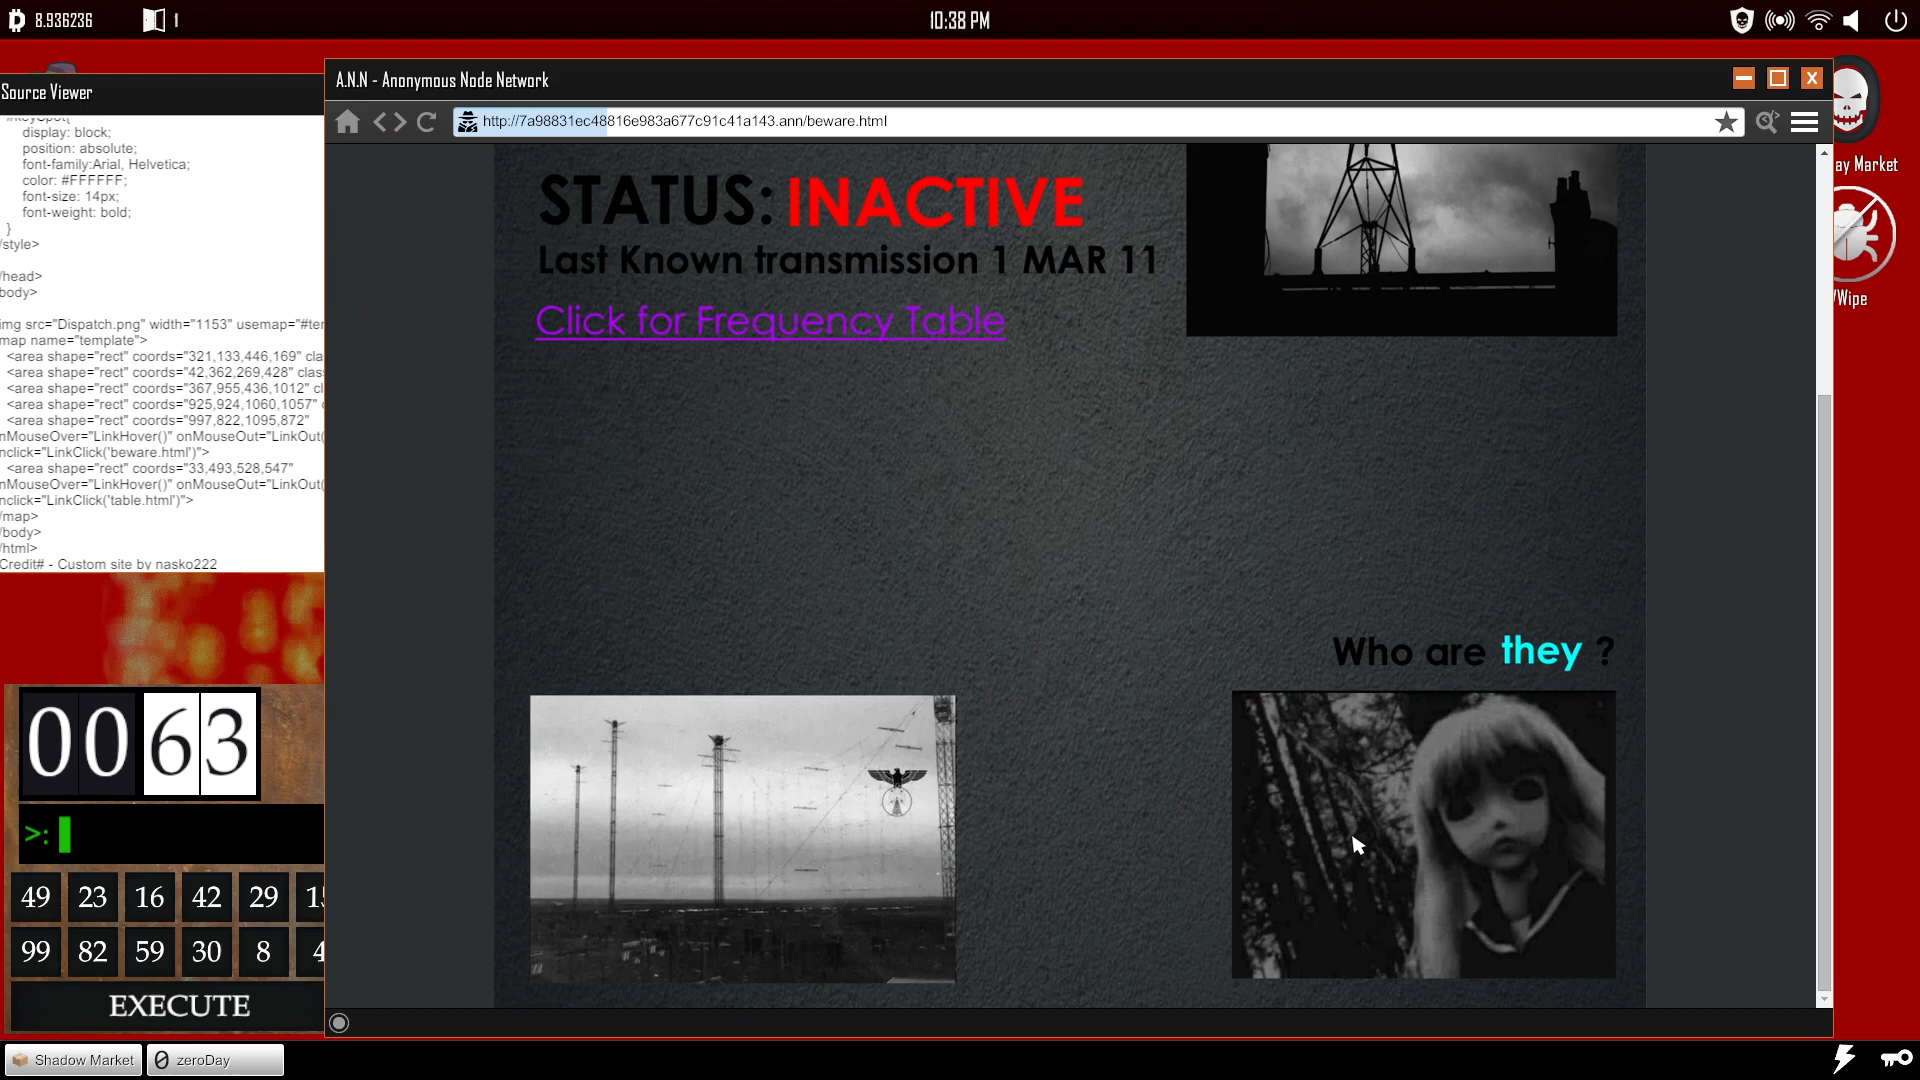 8.936236
1
10:38 PM
Source Viewer
display: block;
position: absolute;
font-family:Arial, Helvetica;
color: #FFFFFF;
font-size: 14px;
font-weight: bold;
}
/style>
/head>
body>
img src="Dispatch.png" width="1153" usemap="#ter
map name="template">
<area shape="rect" coords="321,133,446,169" clas
<area shape="rect" coords="42,362,269,428" class
<area shape="rect" coords="367,955,436,1012" cl
<area shape="rect" coords="925,924,1060,1057" c
<area shape="rect" coords="997,822,1095,872"
nMouseOver="LinkHover()" onMouseOut="LinkOut(
nclick="LinkClick('beware.html')">
<area shape="rect" coords="33,493,528,547"
nMouseOver="LinkHover()" onMouseOut="LinkOut(
nclick="LinkClick('table.html')">
/map>
/body>
/html>
Credit# - Custom site by nasko222
0063
>:
49 23 16 42 29
99 82 59 30 8
EXECUTE
A.N.N - Anonymous Node Network
http://7a98831ec48816e983a677c91c41a143.ann/beware.html
STATUS: INACTIVE
Last Known transmission 1 MAR 11
Click for Frequency Table
Who are they ?
ay Market
Wipe
Shadow Market
zeroDay